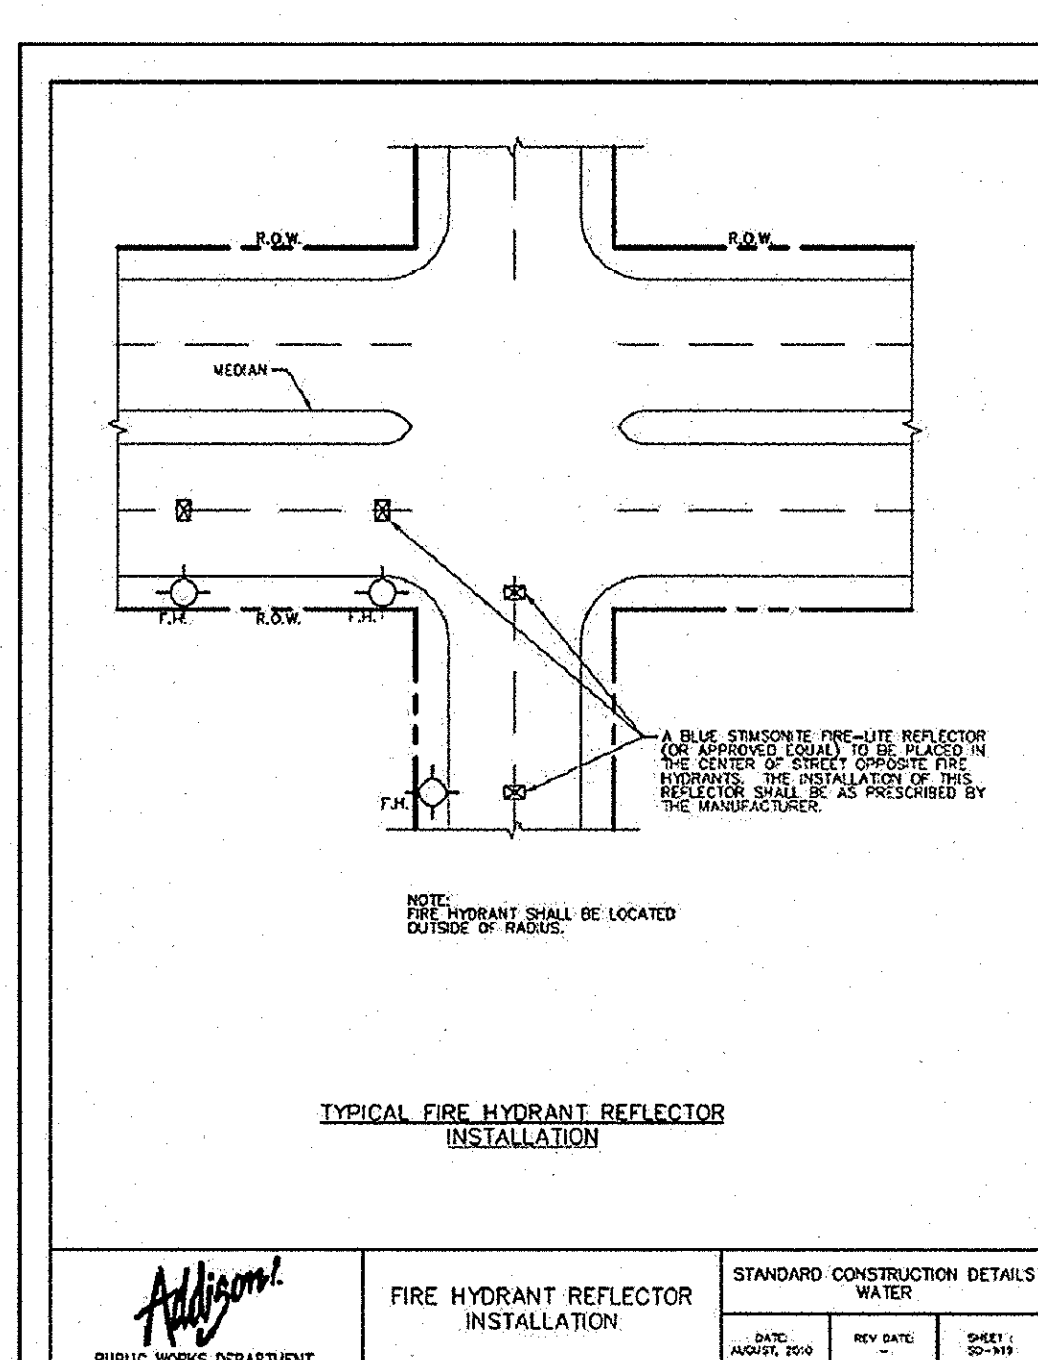 R.O.W.
R.O.W.
MEDIAN
F.H.
R.O.W.
F.H.
A BLUE STIMSONITE FIRE-LITE REFLECTOR
(OR APPROVED EQUAL) TO BE PLACED IN
THE CENTER OF STREET OPPOSITE FIRE
HYDRANTS. THE INSTALLATION OF THIS
REFLECTOR SHALL BE AS PRESCRIBED BY
THE MANUFACTURER.
F.H.
NOTE:
FIRE HYDRANT SHALL BE LOCATED
OUTSIDE OF RADIUS.
TYPICAL FIRE HYDRANT REFLECTOR
INSTALLATION
Addison!
PUBLIC WORKS DEPARTMENT
FIRE HYDRANT REFLECTOR
INSTALLATION
STANDARD CONSTRUCTION DETAILS
WATER
DATE:
AUGUST, 2010
REV DATE:
-
SHEET: